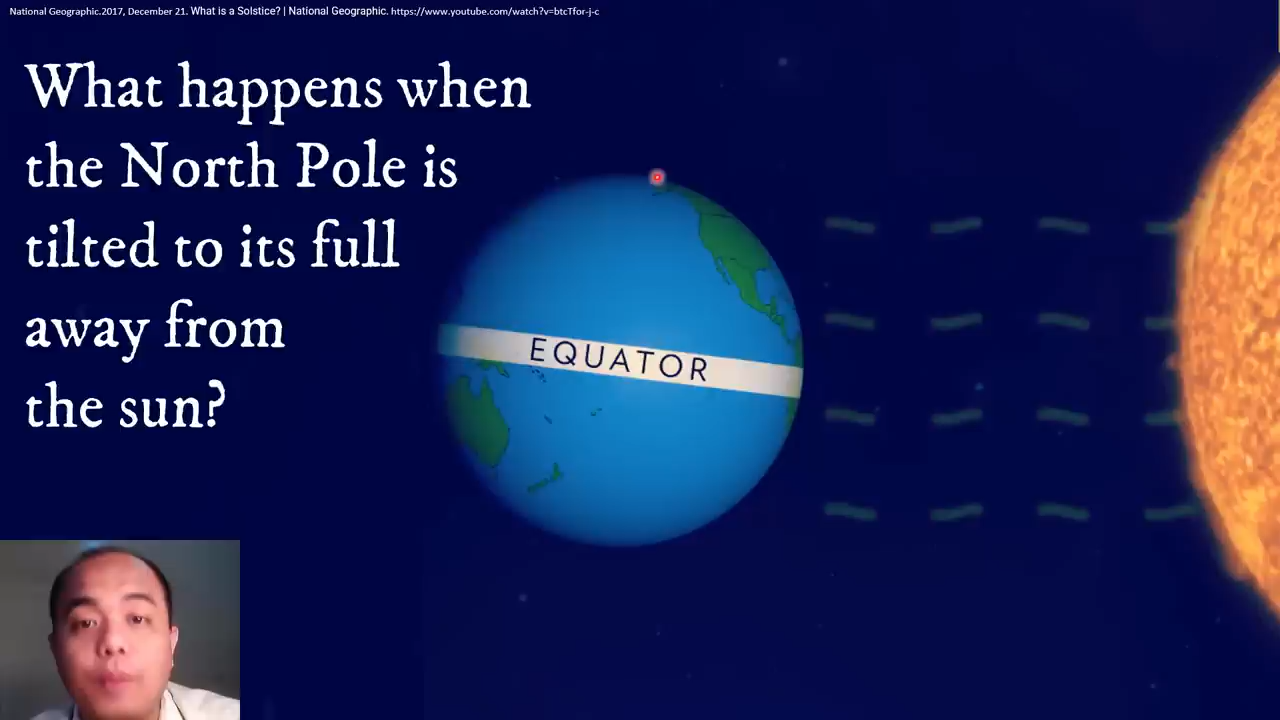 National Geographic.2017, December 21. What is a Solstice? | National Geographic. https://www.youtube.com/watch?v=btcTfor-j-c
What happens when
the North Pole is
tilted to its full
away from
the sun?
EQUATOR